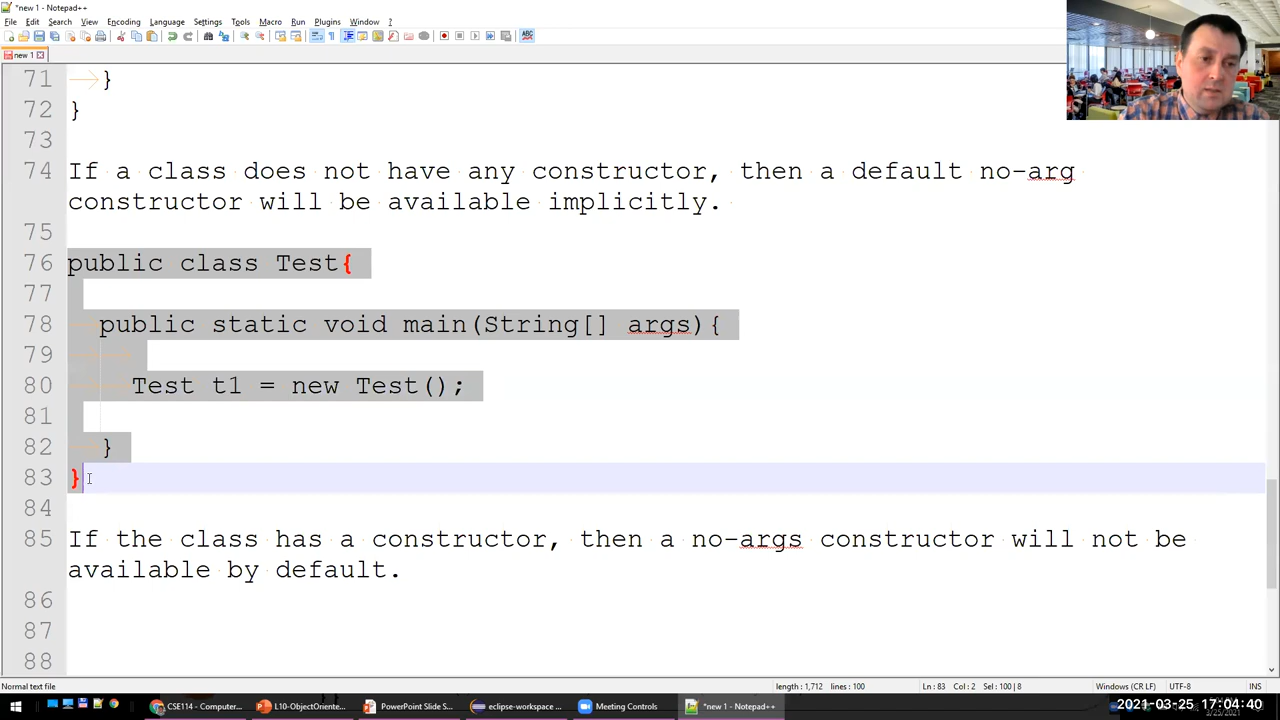 *new 1 - Notepad++
File Edit Search View Encoding Language Settings Tools Macro Run Plugins Window ?
new 1
71 }
72 }
73
74 If a class does not have any constructor, then a default no-arg
constructor will be available implicitly.
75
76 public class Test{
77
78 public static void main(String[] args){
79
80 Test t1 = new Test();
81
82 }
83 }
84
85 If the class has a constructor, then a no-args constructor will not be
available by default.
86
87
88
Normal text file length : 1,712 lines : 100 Ln : 83 Col : 2 Sel : 100 | 8 Windows (CR LF) UTF-8 INS
CSE114 - Computer... L10-ObjectOriente... PowerPoint Slide S... eclipse-workspace ... Meeting Controls *new 1 - Notepad++
2021-03-25 17:04:40